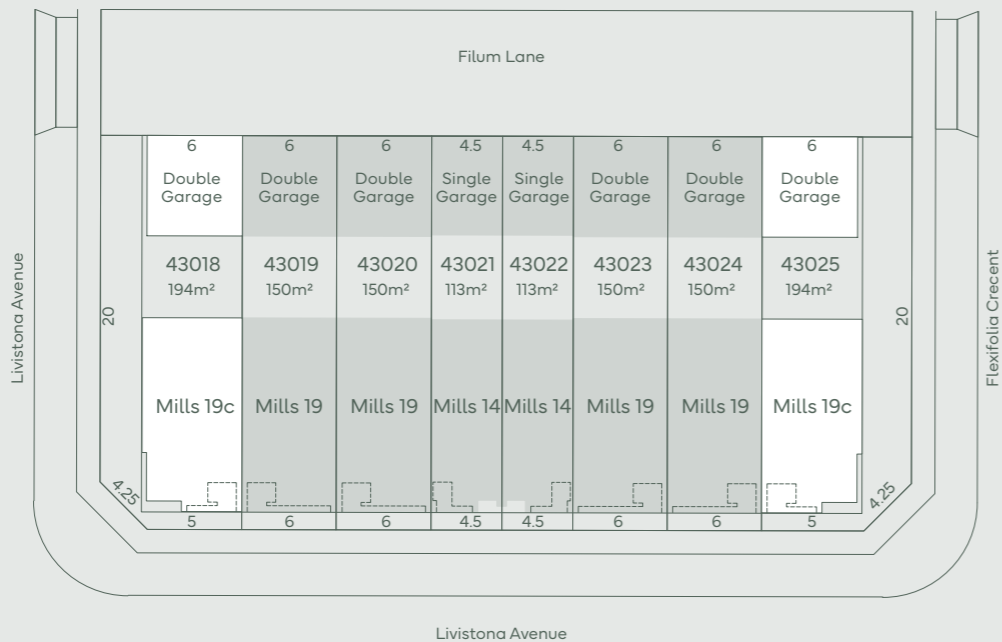 Filum Lane
6
6
6
4.5
4.5
6
6
6
Double
Garage
Double
Garage
Double
Garage
Single
Garage
Single
Garage
Double
Garage
Double
Garage
Double
Garage
43018
194m²
43019
150m²
43020
150m²
43021
113m²
43022
113m²
43023
150m²
43024
150m²
43025
194m²
Livistona Avenue
20
20
Flexifolia Crecent
Mills 19c
Mills 19
Mills 19
Mills 14
Mills 14
Mills 19
Mills 19
Mills 19c
4.25
4.25
5
6
6
4.5
4.5
6
6
5
Livistona Avenue